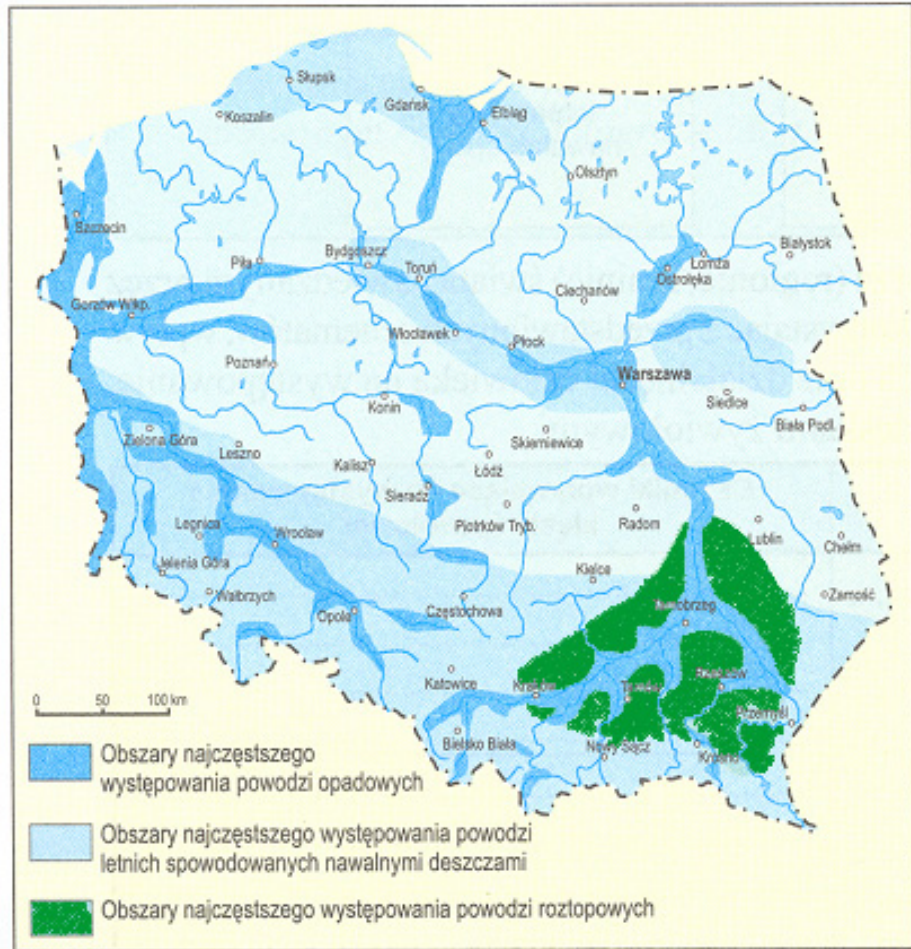 Słupsk
Gdańsk
Koszalin
Elbląg
Olsztyn
Szczecin
Białystok
Bydgoszcz
Piła
Toruń
Łomża
Ostrołęka
Ciechanów
Gorzów Wlkp.
Włocławek
Płock
Poznań
Warszawa
Konin
Siedlce
Biała Podl.
Zielona Góra
Leszno
Skierniewice
Kalisz
Łódź
Sieradz
Piotrków Tryb.
Radom
Lublin
Legnica
Wrocław
Chełm
Jelenia Góra
Kielce
Zamość
Wałbrzych
Częstochowa
Opole
Katowice
Kraków
Tarnów
Rzeszów
Przemyśl
Bielsko Biała
Nowy Sącz
Krosno
0 50 100 km
Obszary najczęstszego
występowania powodzi opadowych
Obszary najczęstszego występowania powodzi
letnich spowodowanych nawalnymi deszczami
Obszary najczęstszego występowania powodzi roztopowych